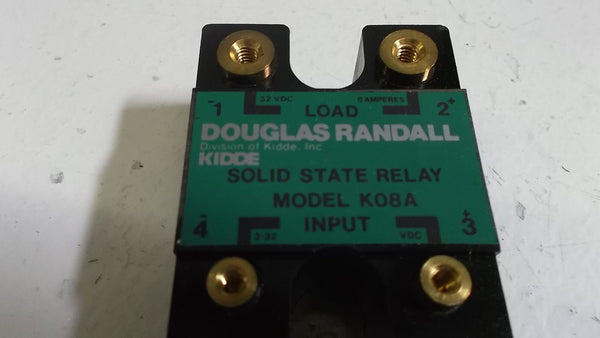 32 VDC 8 AMPERES
-1 LOAD 2+
DOUGLAS RANDALL
Division of Kidde, Inc
KIDDE
SOLID STATE RELAY
MODEL K08A
-4 INPUT +3
3-32 VDC